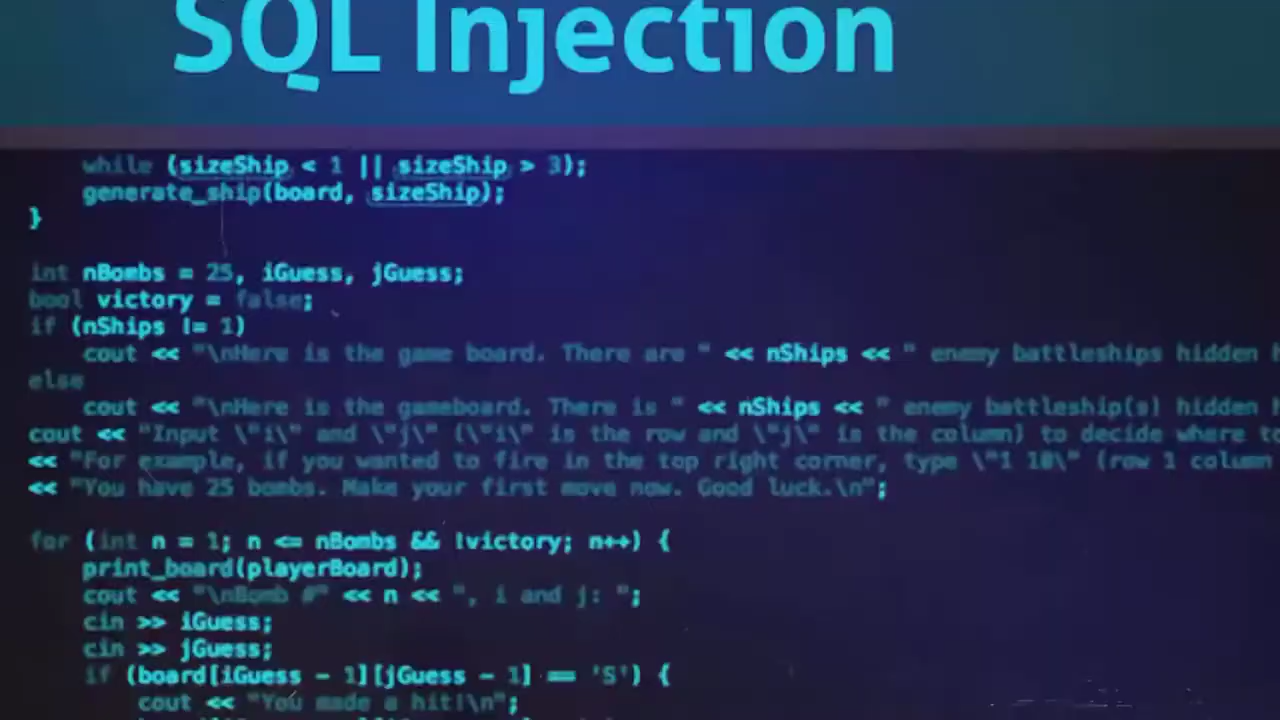 SQL Injection
while (sizeShip < 1 || sizeShip > 3);
generate_ship(board, sizeShip);
}
int nBombs = 25, iGuess, jGuess;
bool victory = false;
if (nShips != 1)
cout << "\nHere is the game board. There are " << nShips << " enemy battleships hidden
else
cout << "\nHere is the gameboard. There is " << nShips << " enemy battleship(s) hidden
cout << "Input \"i\" and \"j\" (\"i\" is the row and \"j\" is the column) to decide where to
<< "For example, if you wanted to fire in the top right corner, type \"1 10\" (row 1 column
<< "You have 25 bombs. Make your first move now. Good luck.\n";
for (int n = 1; n <= nBombs && !victory; n++) {
print_board(playerBoard);
cout << "\nBomb #" << n << ", i and j: ";
cin >> iGuess;
cin >> jGuess;
if (board[iGuess - 1][jGuess - 1] == 'S') {
cout << "You made a hit!\n";